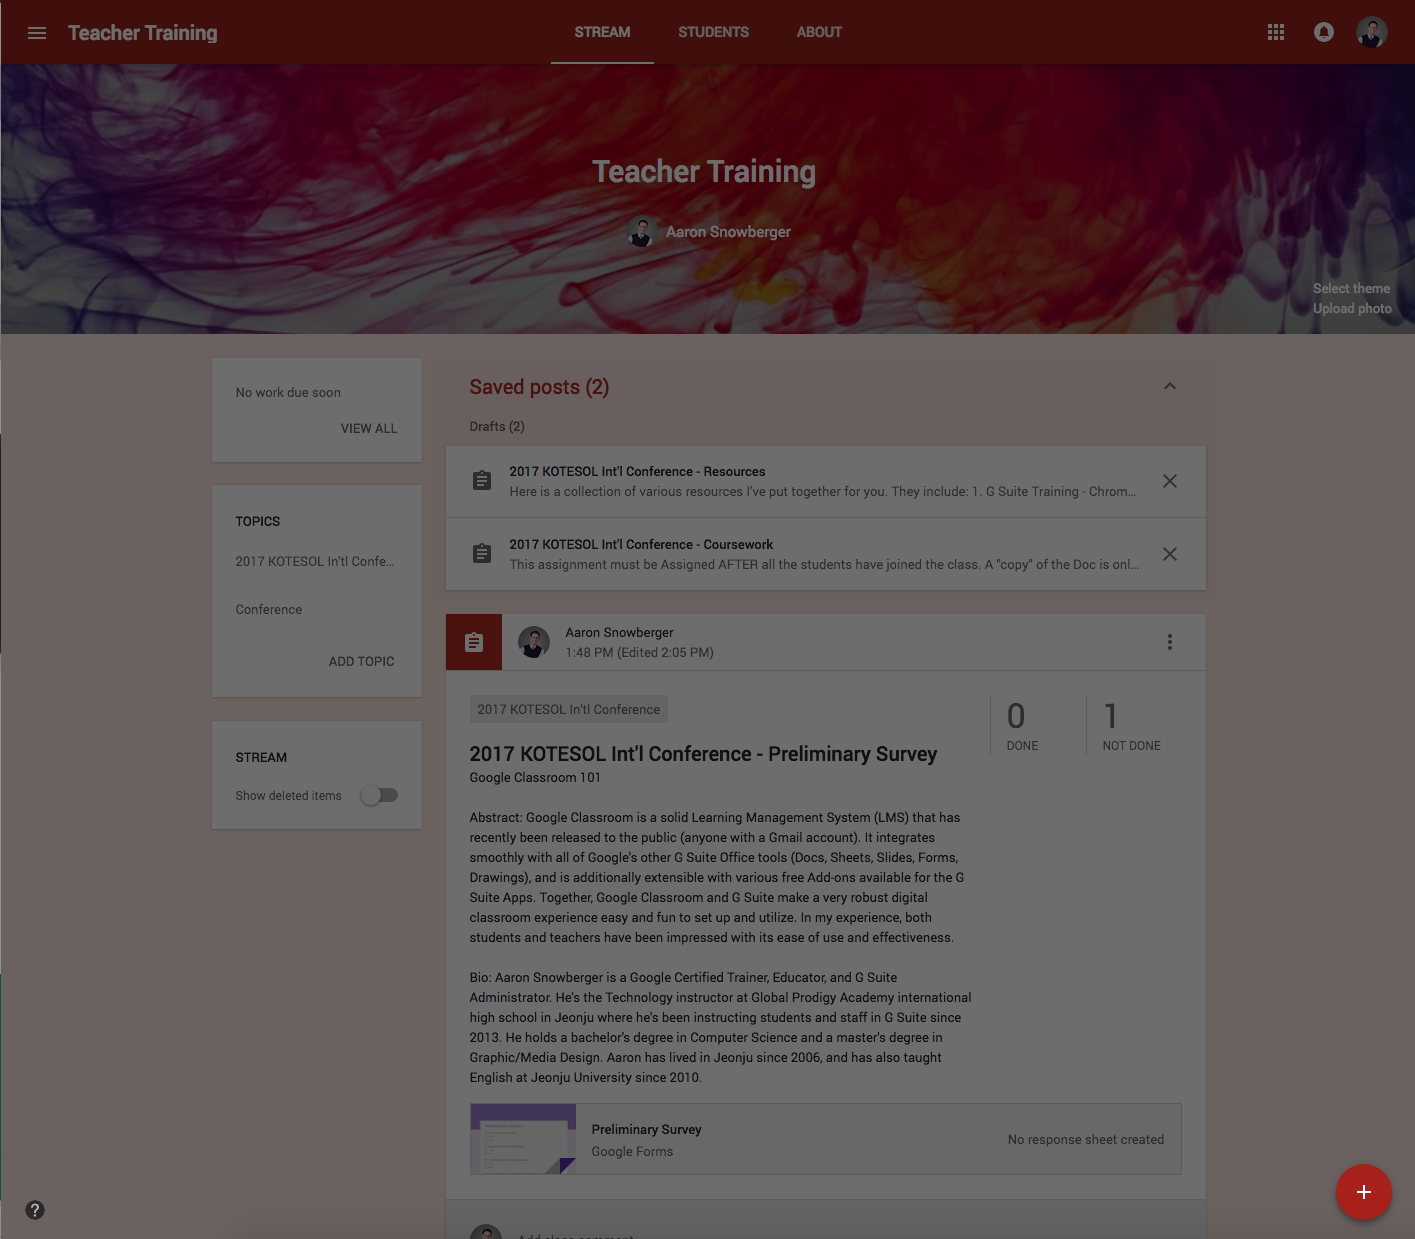 Teacher Training
STREAM
STUDENTS
ABOUT
Teacher Training
Aaron Snowberger
Select theme
Upload photo
No work due soon
VIEW ALL
TOPICS
2017 KOTESOL In'tl Confe...
Conference
ADD TOPIC
STREAM
Show deleted items
Saved posts (2)
Drafts (2)
2017 KOTESOL Int'l Conference - Resources
Here is a collection of various resources I've put together for you. They include: 1. G Suite Training - Chrom...
2017 KOTESOL Int'l Conference - Coursework
This assignment must be Assigned AFTER all the students have joined the class. A "copy" of the Doc is onl...
Aaron Snowberger
1:48 PM (Edited 2:05 PM)
2017 KOTESOL In'tl Conference
0
DONE
1
NOT DONE
2017 KOTESOL Int'l Conference - Preliminary Survey
Google Classroom 101
Abstract: Google Classroom is a solid Learning Management System (LMS) that has
recently been released to the public (anyone with a Gmail account). It integrates
smoothly with all of Google's other G Suite Office tools (Docs, Sheets, Slides, Forms,
Drawings), and is additionally extensible with various free Add-ons available for the G
Suite Apps. Together, Google Classroom and G Suite make a very robust digital
classroom experience easy and fun to set up and utilize. In my experience, both
students and teachers have been impressed with its ease of use and effectiveness.
Bio: Aaron Snowberger is a Google Certified Trainer, Educator, and G Suite
Administrator. He's the Technology instructor at Global Prodigy Academy international
high school in Jeonju where he's been instructing students and staff in G Suite since
2013. He holds a bachelor's degree in Computer Science and a master's degree in
Graphic/Media Design. Aaron has lived in Jeonju since 2006, and has also taught
English at Jeonju University since 2010.
Preliminary Survey
Google Forms
No response sheet created
Add class comment
?
+